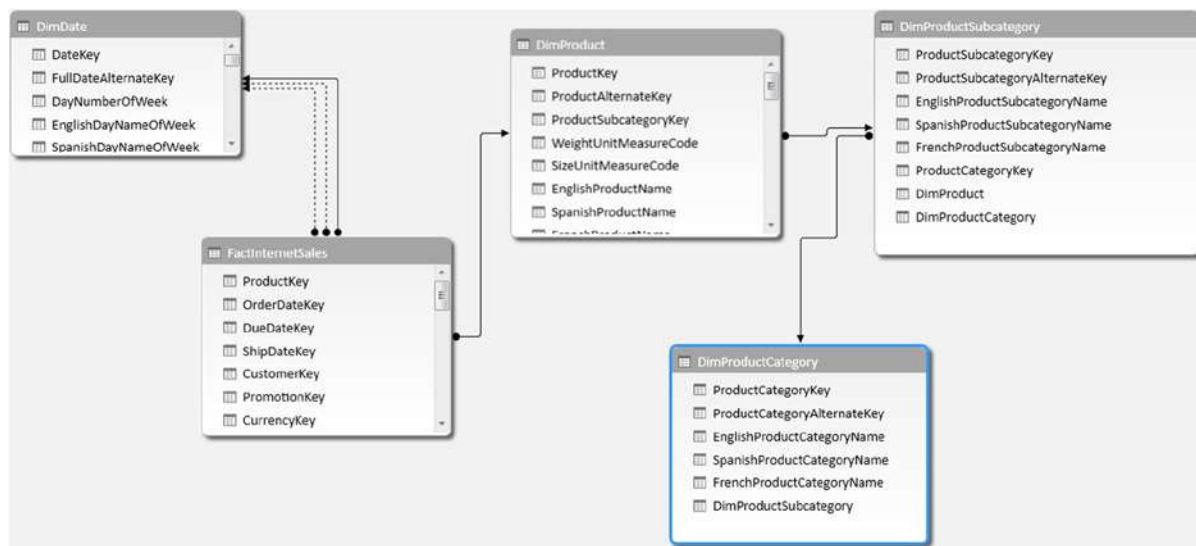 DimDate
DateKey
FullDateAlternateKey
DayNumberOfWeek
EnglishDayNameOfWeek
SpanishDayNameOfWeek
DimProduct
ProductKey
ProductAlternateKey
ProductSubcategoryKey
WeightUnitMeasureCode
SizeUnitMeasureCode
EnglishProductName
SpanishProductName
FrenchProductName
DimProductSubcategory
ProductSubcategoryKey
ProductSubcategoryAlternateKey
EnglishProductSubcategoryName
SpanishProductSubcategoryName
FrenchProductSubcategoryName
ProductCategoryKey
DimProduct
DimProductCategory
FactInternetSales
ProductKey
OrderDateKey
DueDateKey
ShipDateKey
CustomerKey
PromotionKey
CurrencyKey
DimProductCategory
ProductCategoryKey
ProductCategoryAlternateKey
EnglishProductCategoryName
SpanishProductCategoryName
FrenchProductCategoryName
DimProductSubcategory